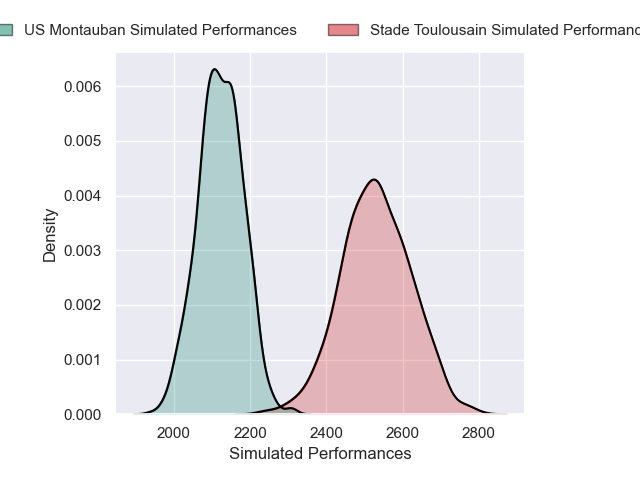 US Montauban Simulated Performances
Stade Toulousain Simulated Performanc
0.006
0.005
0.004
0.003
0.002
0.001
0.000
Density
2000 2200 2400 2600 2800
Simulated Performances